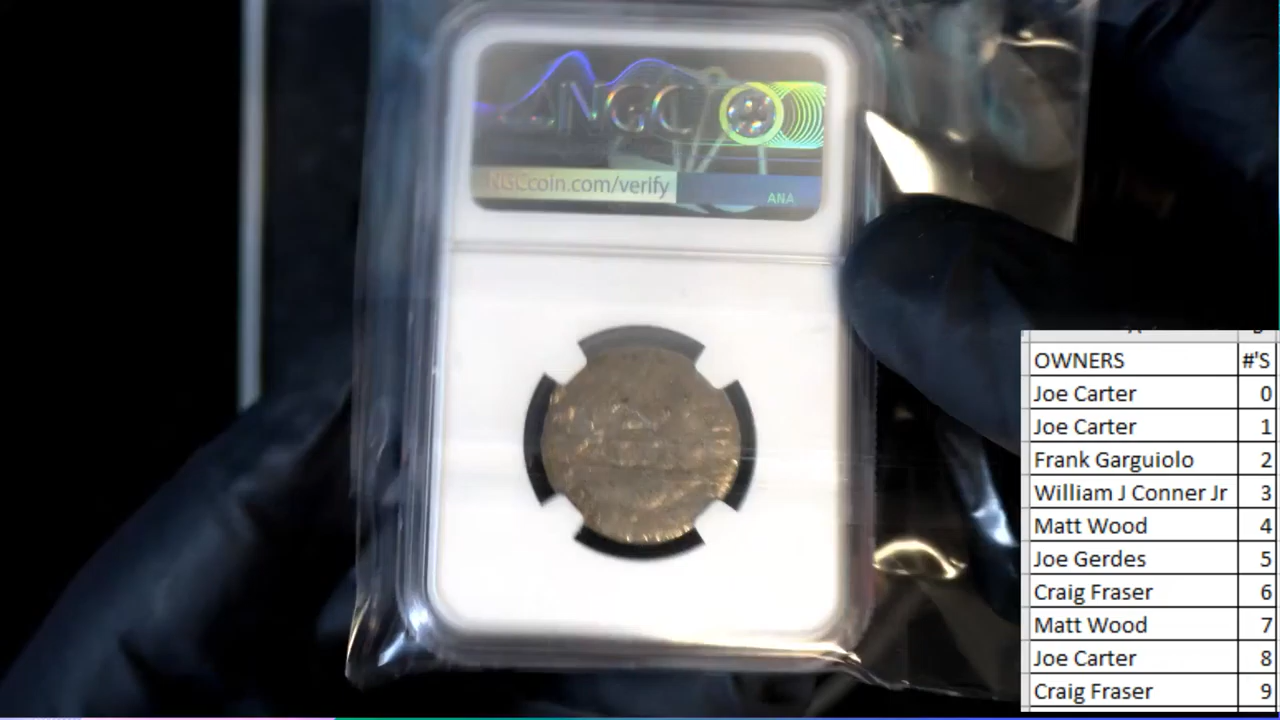 NGC
NGCcoin.com/verify
ANA
OWNERS #'S
Joe Carter 0
Joe Carter 1
Frank Garguiolo 2
William J Conner Jr 3
Matt Wood 4
Joe Gerdes 5
Craig Fraser 6
Matt Wood 7
Joe Carter 8
Craig Fraser 9